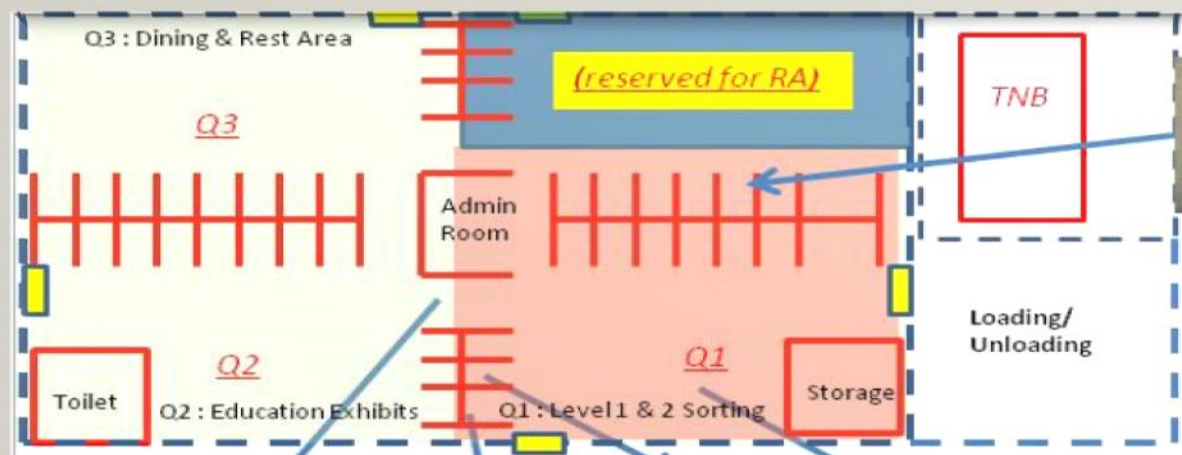 Q3 : Dining & Rest Area
(reserved for RA)
TNB
Q3
Admin
Room
Loading/
Unloading
Q2
Q1
Toilet
Storage
Q2 : Education Exhibits
Q1 : Level 1 & 2 Sorting